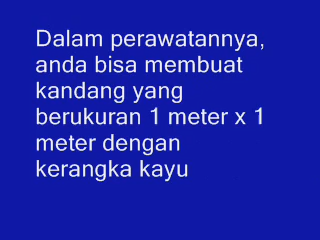 Dalam perawatannya,
anda bisa membuat
kandang yang
berukuran 1 meter x 1
meter dengan
kerangka kayu